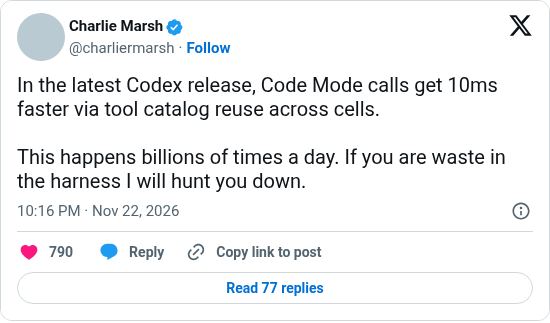 Charlie Marsh
@charliermarsh · Follow
In the latest Codex release, Code Mode calls get 10ms
faster via tool catalog reuse across cells.
This happens billions of times a day. If you are waste in
the harness I will hunt you down.
10:16 PM · Nov 22, 2026
790 Reply Copy link to post
Read 77 replies